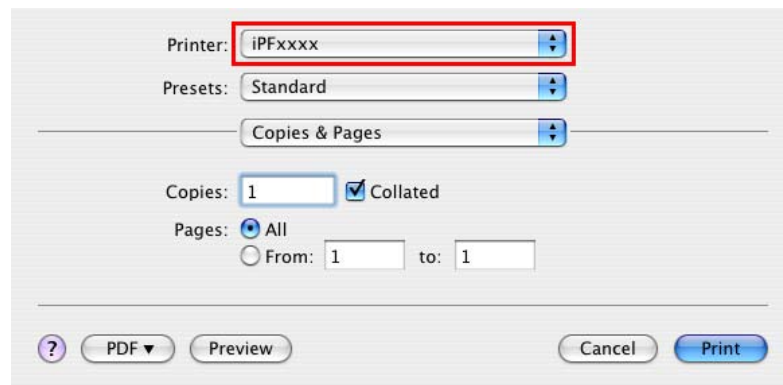 Printer: iPFxxxx
Presets: Standard
Copies & Pages
Copies: 1 Collated
Pages: All
From: 1 to: 1
? PDF▼ Preview Cancel Print